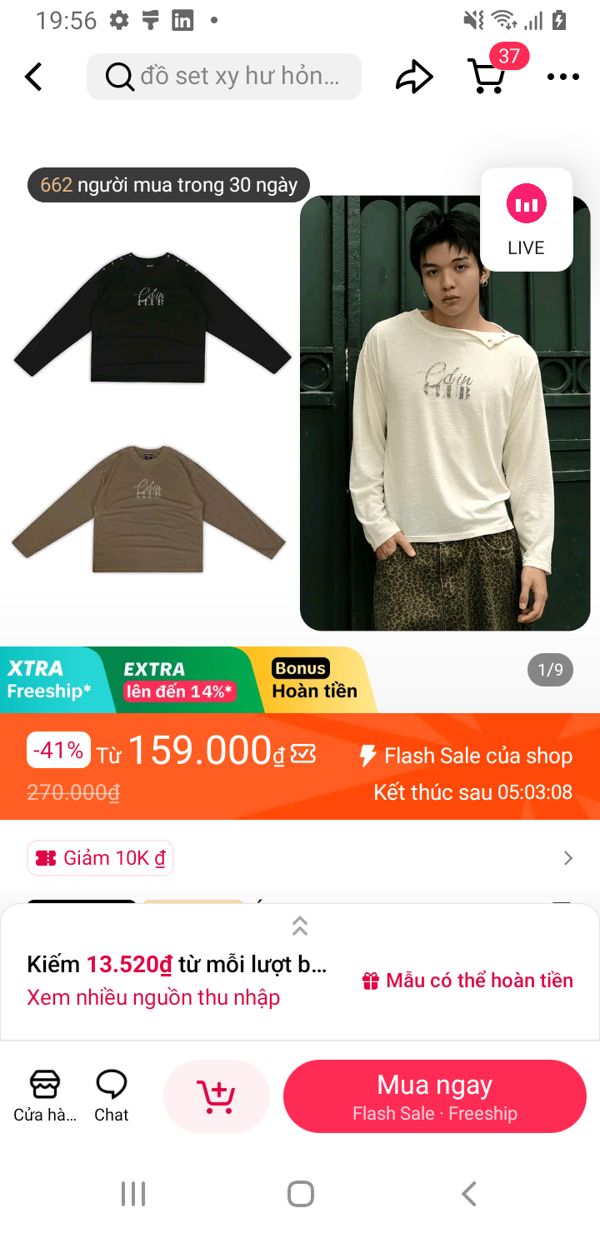 19:56
37
đồ set xy hư hỏn...
662 người mua trong 30 ngày
LIVE
CLUB
XTRA
Freeship*
EXTRA
lên đến 14%*
Bonus
Hoàn tiền
1/9
-41% Từ 159.000₫
Flash Sale của shop
270.000₫
Kết thúc sau 05:03:08
Giảm 10K ₫
Kiếm 13.520₫ từ mỗi lượt b...
Xem nhiều nguồn thu nhập
Mẫu có thể hoàn tiền
Cửa hà...
Chat
Mua ngay
Flash Sale · Freeship